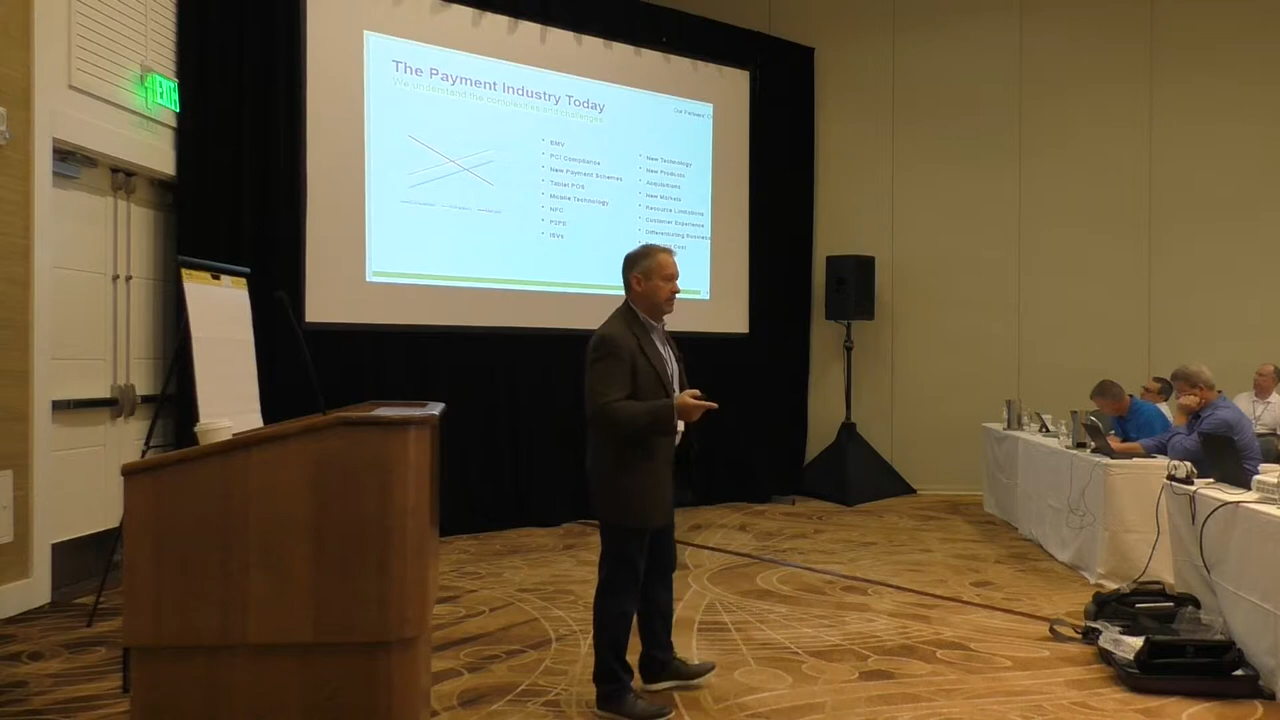 EXIT
The Payment Industry Today
We understand the complexities and challenges
Our Partners'
EMV
PCI Compliance
New Payment Schemes
Tablet POS
Mobile Technology
NFC
P2PE
ISVs
New Technology
New Products
Acquisitions
New Markets
Resource Limitations
Customer Experience
Differentiating Business
Cost